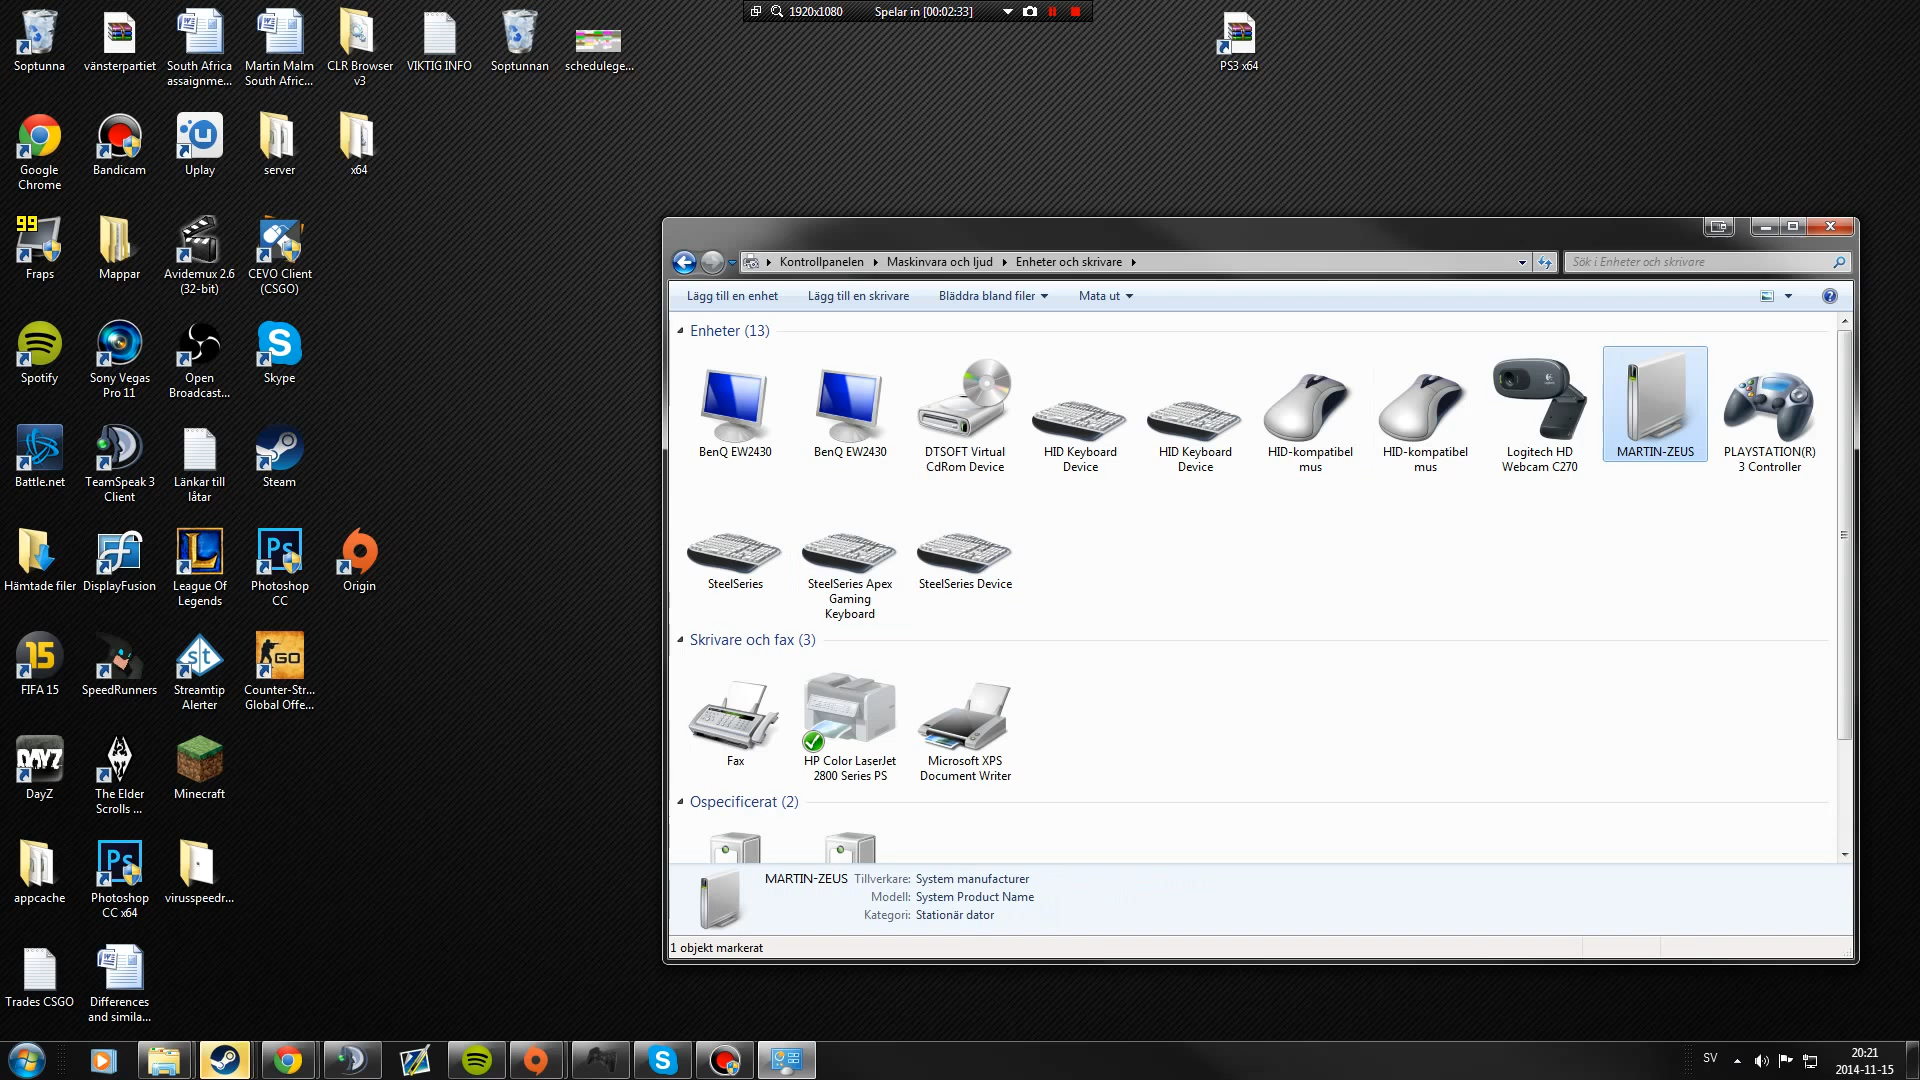 1920x1080 Spelar in [00:02:33]
Soptunna
vänsterpartiet
South Africa
assaignme...
Martin Malm
South Afric...
CLR Browser
v3
VIKTIG INFO
Soptunnan
schedulege...
PS3 x64
Google
Chrome
Bandicam
Uplay
server
x64
99
Fraps
Mappar
Avidemux 2.6
(32-bit)
CEVO Client
(CSGO)
Spotify
Sony Vegas
Pro 11
Open
Broadcast...
Skype
Battle.net
TeamSpeak 3
Client
Länkar till
låtar
Steam
Hämtade filer
DisplayFusion
League Of
Legends
Photoshop
CC
Origin
FIFA 15
SpeedRunners
Streamtip
Alerter
Counter-Str...
Global Offe...
DayZ
The Elder
Scrolls ...
Minecraft
appcache
Photoshop
CC x64
virusspeedr...
Trades CSGO
Differences
and simila...
Kontrollpanelen Maskinvara och ljud Enheter och skrivare
Sök i Enheter och skrivare
Lägg till en enhet Lägg till en skrivare Bläddra bland filer Mata ut
Enheter (13)
BenQ EW2430
BenQ EW2430
DTSOFT Virtual
CdRom Device
HID Keyboard
Device
HID Keyboard
Device
HID-kompatibel
mus
HID-kompatibel
mus
Logitech HD
Webcam C270
MARTIN-ZEUS
PLAYSTATION(R)
3 Controller
SteelSeries
SteelSeries Apex
Gaming
Keyboard
SteelSeries Device
Skrivare och fax (3)
Fax
HP Color LaserJet
2800 Series PS
Microsoft XPS
Document Writer
Ospecificerat (2)
MARTIN-ZEUS Tillverkare: System manufacturer
Modell: System Product Name
Kategori: Stationär dator
1 objekt markerat
SV
20:21
2014-11-15